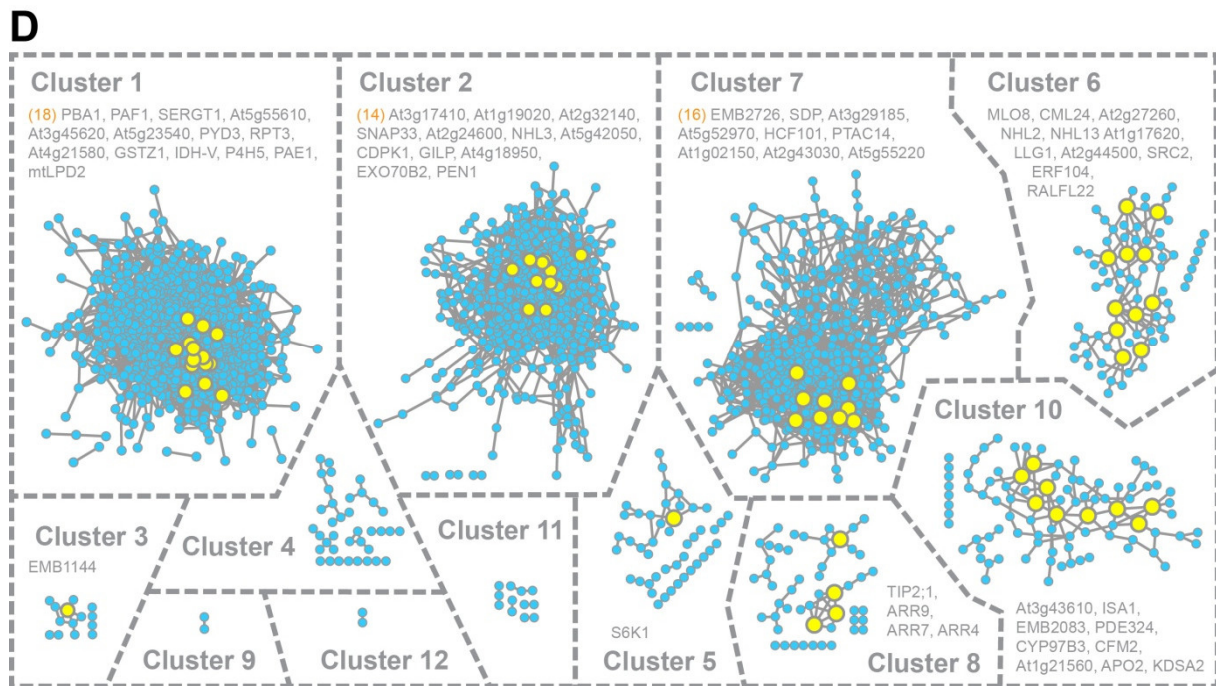 D
Cluster 1
(18) PBA1, PAF1, SERGT1, At5g55610,
At3g45620, At5g23540, PYD3, RPT3,
At4g21580, GSTZ1, IDH-V, P4H5, PAE1,
mtLPD2
Cluster 2
(14) At3g17410, At1g19020, At2g32140,
SNAP33, At2g24600, NHL3, At5g42050,
CDPK1, GILP, At4g18950,
EXO70B2, PEN1
Cluster 7
(16) EMB2726, SDP, At3g29185,
At5g52970, HCF101, PTAC14,
At1g02150, At2g43030, At5g55220
Cluster 6
MLO8, CML24, At2g27260,
NHL2, NHL13 At1g17620,
LLG1, At2g44500, SRC2,
ERF104,
RALFL22
Cluster 3
EMB1144
Cluster 4
Cluster 9
Cluster 12
Cluster 11
S6K1
Cluster 5
TIP2;1,
ARR9,
ARR7, ARR4
Cluster 8
Cluster 10
At3g43610, ISA1,
EMB2083, PDE324,
CYP97B3, CFM2,
At1g21560, APO2, KDSA2